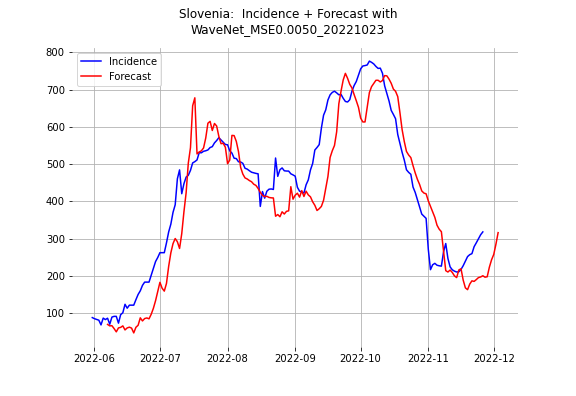 Slovenia:  Incidence + Forecast with
WaveNet_MSE0.0050_20221023
Incidence
Forecast
800
700
600
500
400
300
200
100
2022-06 2022-07 2022-08 2022-09 2022-10 2022-11 2022-12